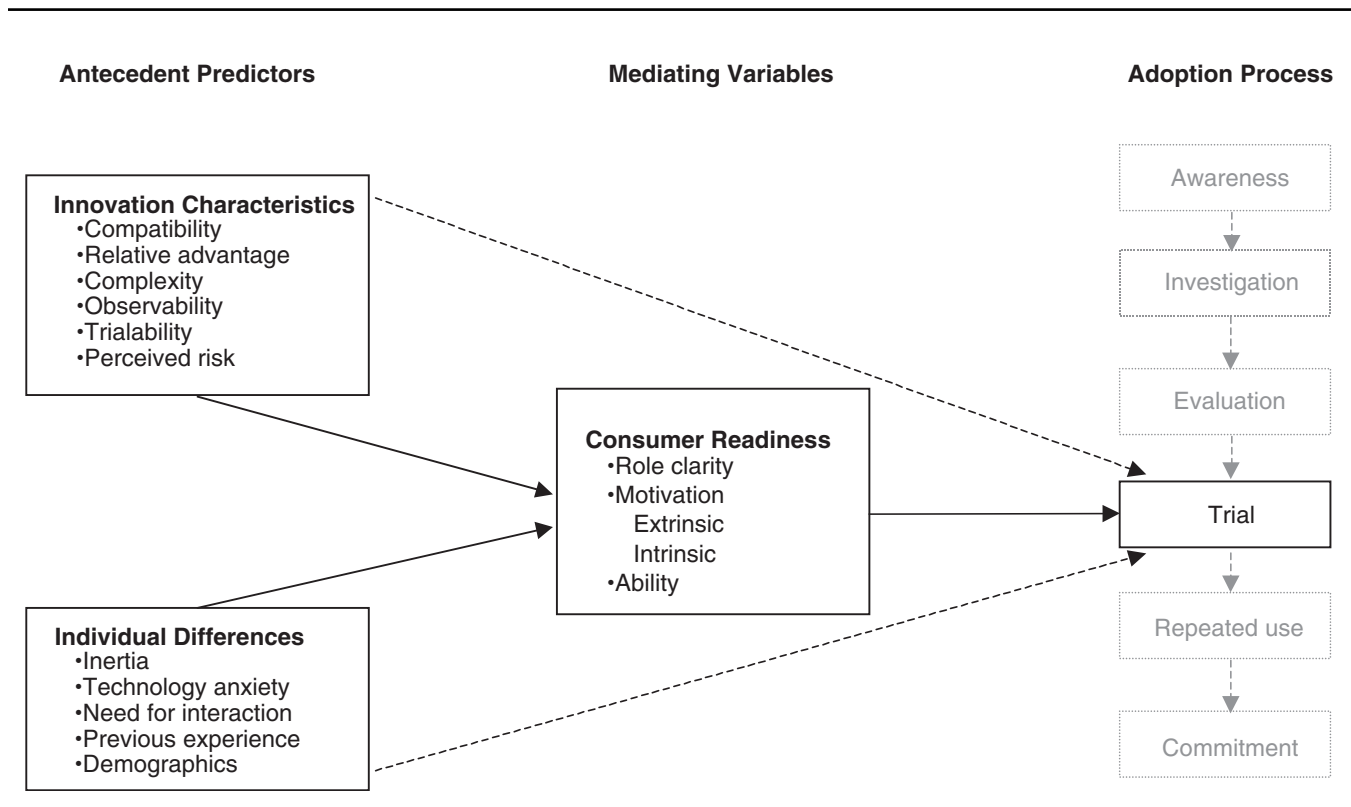 Antecedent Predictors
Mediating Variables
Adoption Process
Innovation Characteristics
•Compatibility
•Relative advantage
•Complexity
•Observability
•Trialability
•Perceived risk
Individual Differences
•Inertia
•Technology anxiety
•Need for interaction
•Previous experience
•Demographics
Consumer Readiness
•Role clarity
•Motivation
Extrinsic
Intrinsic
•Ability
Awareness
Investigation
Evaluation
Trial
Repeated use
Commitment